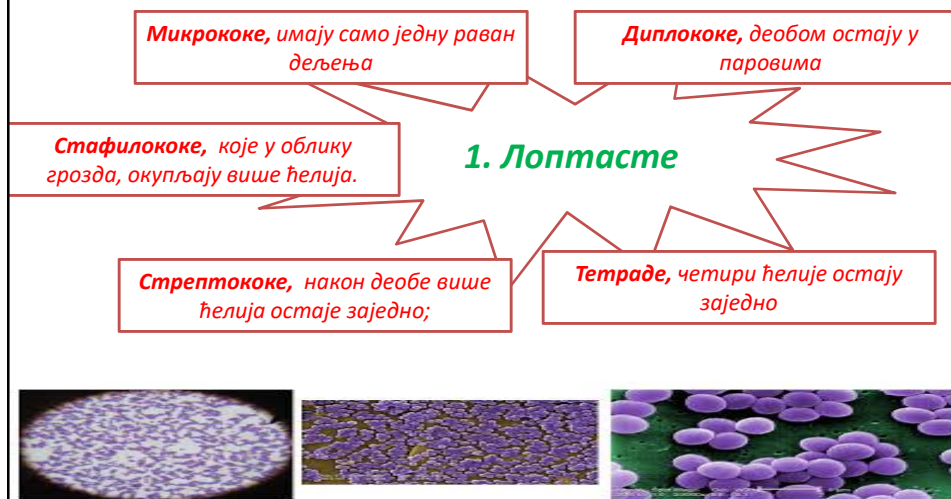 Микрококе, имају само једну раван
дељења
Диплококе, деобом остају у
паровима
Стафилококе, које у облику
грозда, окупљају више ћелија.
1. Лоптасте
Стрептококе, након деобе више
ћелија остаје заједно;
Тетраде, четири ћелије остају
заједно